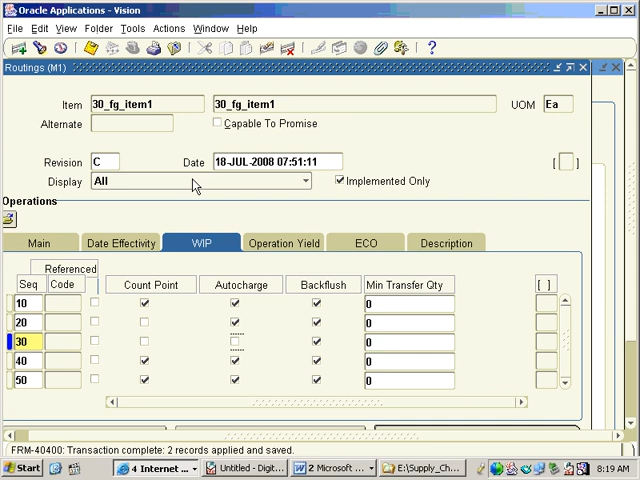 Oracle Applications - Vision
File Edit View Folder Tools Actions Window Help
Routings (M1)
Item 30_fg_item1 30_fg_item1 UOM Ea
Alternate Capable To Promise
Revision C Date 18-JUL-2008 07:51:11 [ ]
Display All Implemented Only
Operations
Main Date Effectivity WIP Operation Yield ECO Description
Referenced
Seq Code Count Point Autocharge Backflush Min Transfer Qty [ ]
10 0
20 0
30 0
40 0
50 0
FRM-40400: Transaction complete: 2 records applied and saved.
Start 4 Internet ... Untitled - Digit... 2 Microsoft ... E:\Supply_Ch... 8:19 AM